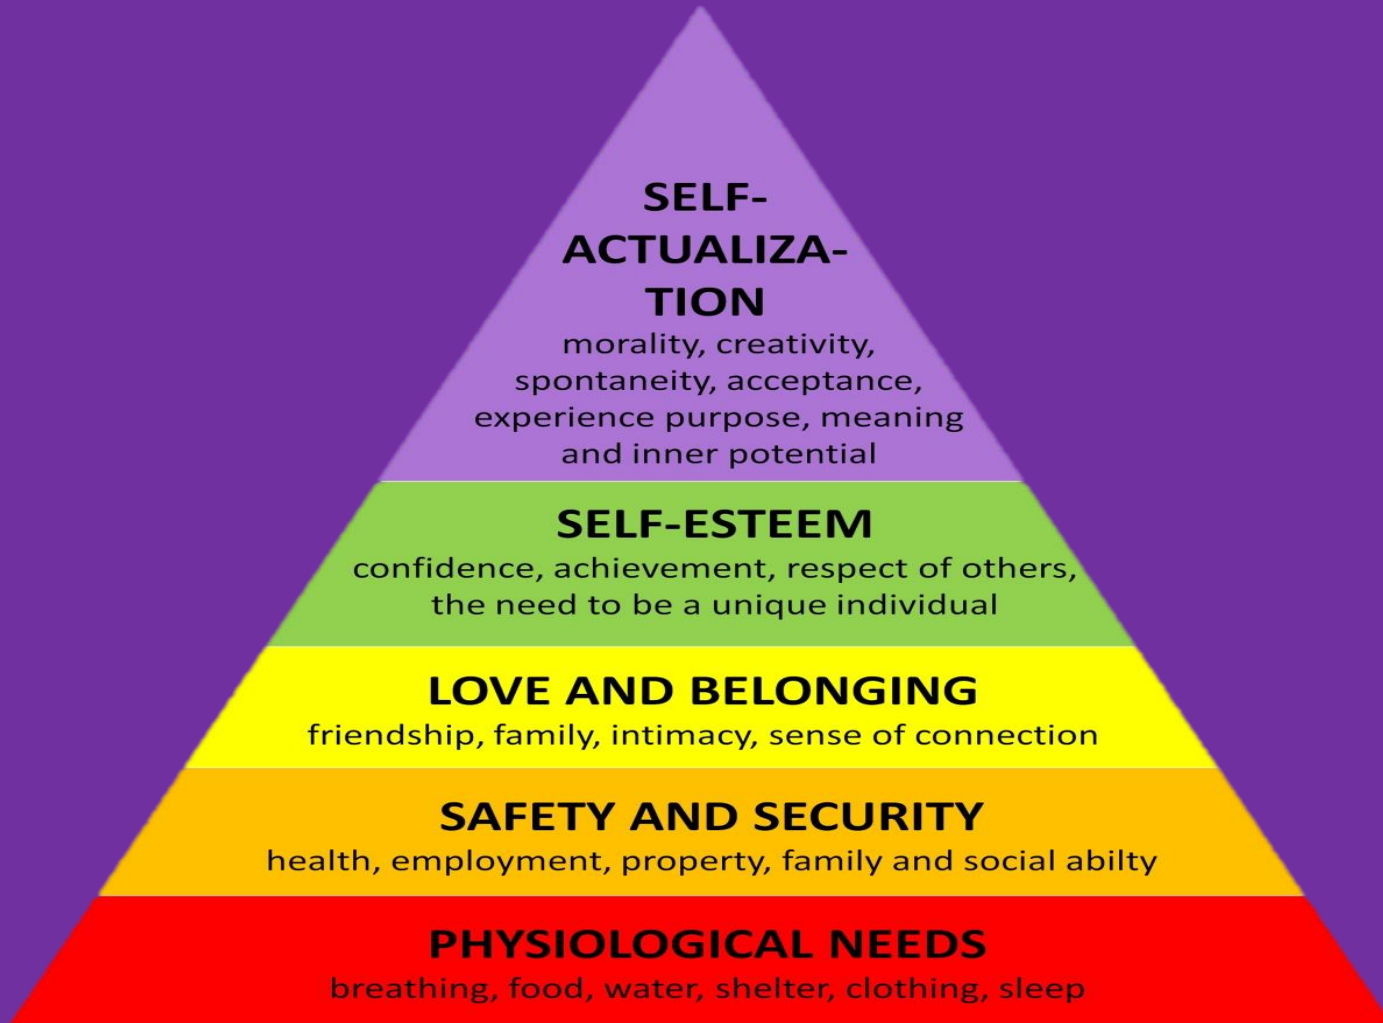 SELF-
ACTUALIZA-
TION
morality, creativity,
spontaneity, acceptance,
experience purpose, meaning
and inner potential
SELF-ESTEEM
confidence, achievement, respect of others,
the need to be a unique individual
LOVE AND BELONGING
friendship, family, intimacy, sense of connection
SAFETY AND SECURITY
health, employment, property, family and social abilty
PHYSIOLOGICAL NEEDS
breathing, food, water, shelter, clothing, sleep